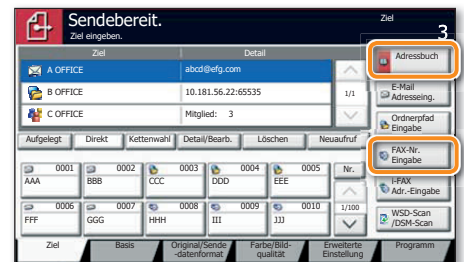 Sendebereit.
Ziel eingeben.
Ziel
3
Ziel Detail
A OFFICE abcd@efg.com
B OFFICE 10.181.56.22:65535
C OFFICE Mitglied: 3
1/1
Adressbuch
E-Mail
Adresseing.
Ordnerpfad
Eingabe
FAX-Nr.
Eingabe
i-FAX
Adr.-Eingabe
WSD-Scan
/DSM-Scan
Aufgelegt Direkt Kettenwahl Detail/Bearb. Löschen Neuaufruf
0001 0002 0003 0004 0005 Nr.
AAA BBB CCC DDD EEE
0006 0007 0008 0009 0010 1/100
FFF GGG HHH III JJJ
Ziel
Basis
Original/Sende
-datenformat
Farbe/Bild-
qualität
Erweiterte
Einstellung
Programm